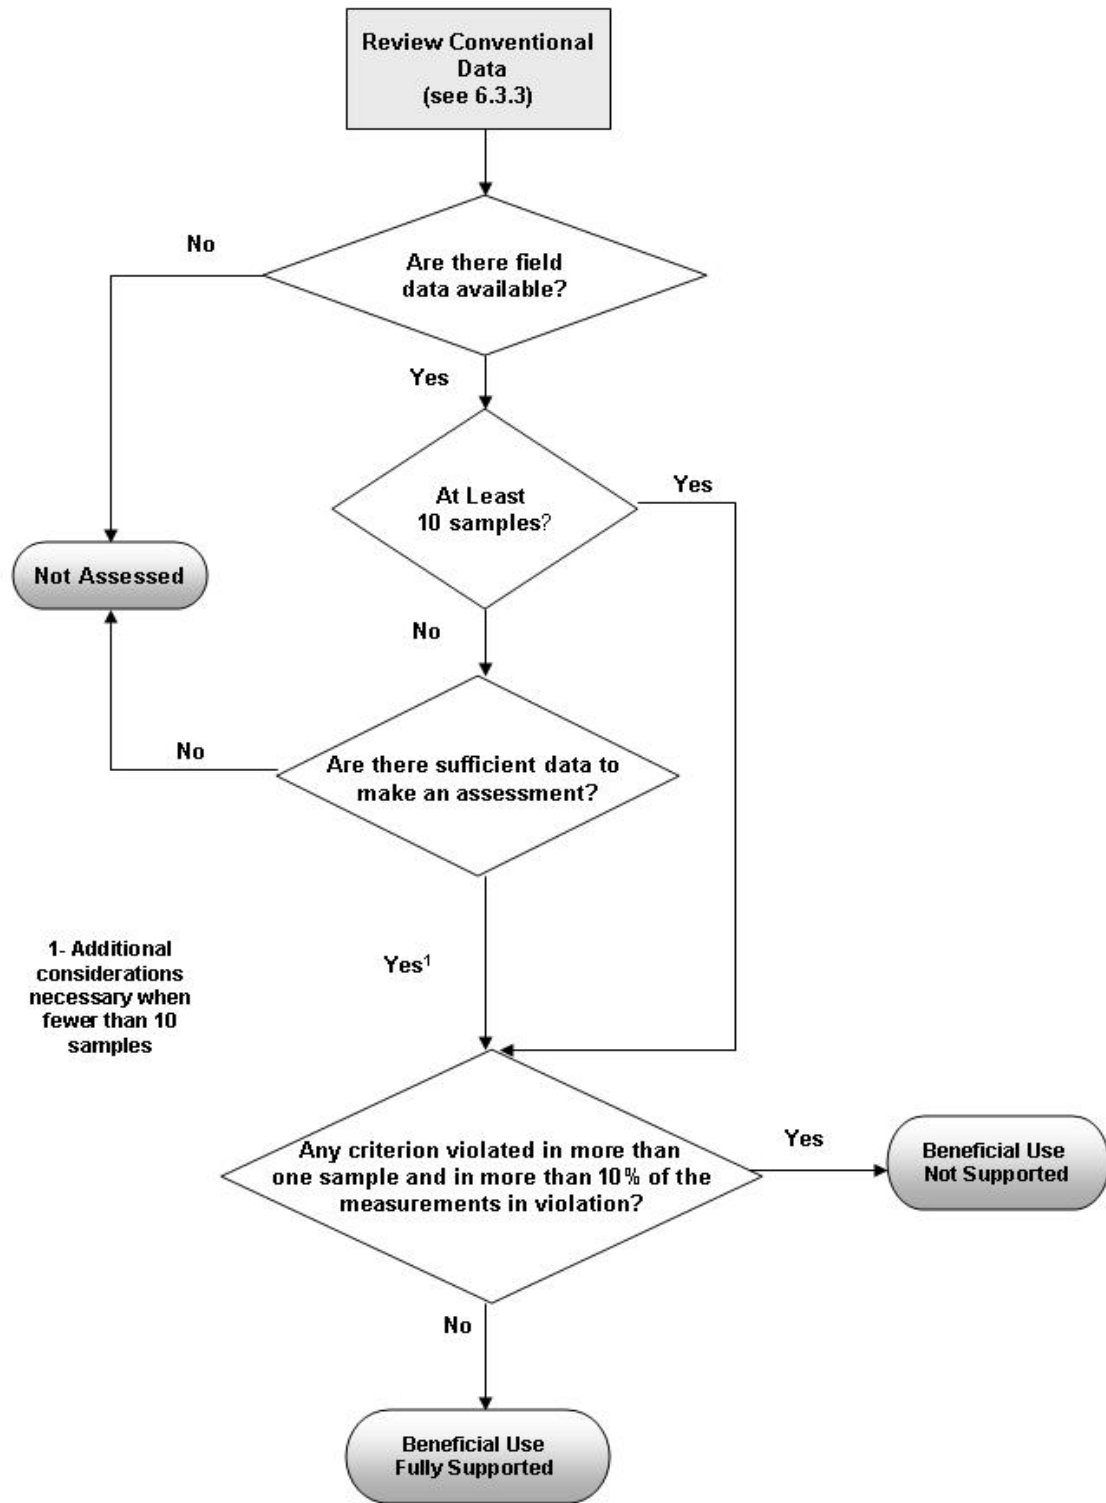 Review Conventional
Data
(see 6.3.3)
No
Are there field
data available?
Yes
At Least
10 samples?
Yes
Not Assessed
No
No
Are there sufficient data to
make an assessment?
1- Additional
considerations
necessary when
fewer than 10
samples
Yes¹
Any criterion violated in more than
one sample and in more than 10% of the
measurements in violation?
Yes
Beneficial Use
Not Supported
No
Beneficial Use
Fully Supported